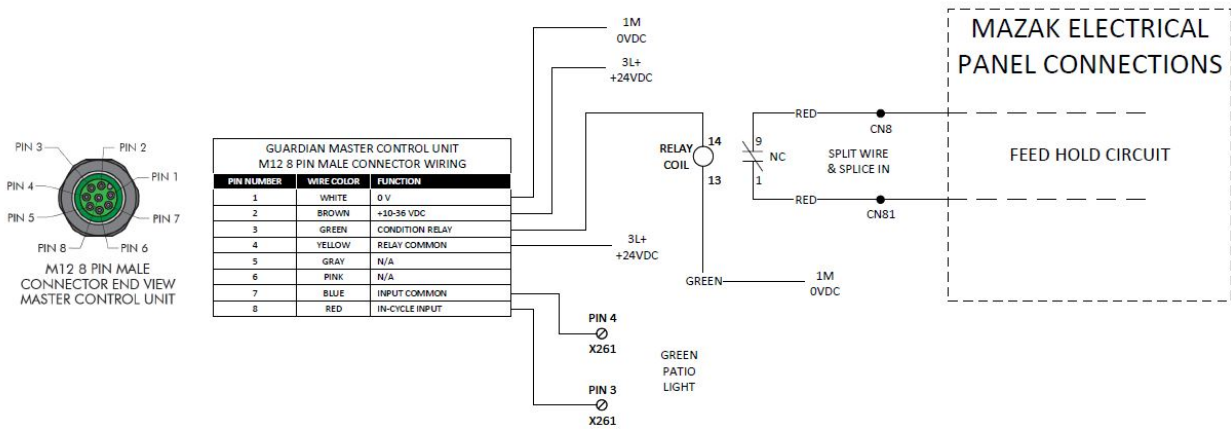 1M
0VDC
3L+
+24VDC
MAZAK ELECTRICAL
PANEL CONNECTIONS
PIN 3
PIN 2
PIN 4
PIN 1
PIN 5
PIN 7
PIN 8
PIN 6
M12 8 PIN MALE
CONNECTOR END VIEW
MASTER CONTROL UNIT
GUARDIAN MASTER CONTROL UNIT
M12 8 PIN MALE CONNECTOR WIRING
PIN NUMBER WIRE COLOR FUNCTION
1 WHITE 0 V
2 BROWN +10-36 VDC
3 GREEN CONDITION RELAY
4 YELLOW RELAY COMMON
5 GRAY N/A
6 PINK N/A
7 BLUE INPUT COMMON
8 RED IN-CYCLE INPUT
3L+
+24VDC
RELAY
COIL
14
13
GREEN
1M
0VDC
9
NC
1
RED
CN8
SPLIT WIRE
& SPLICE IN
RED
CN81
FEED HOLD CIRCUIT
PIN 4
X261
GREEN
PATIO
LIGHT
PIN 3
X261